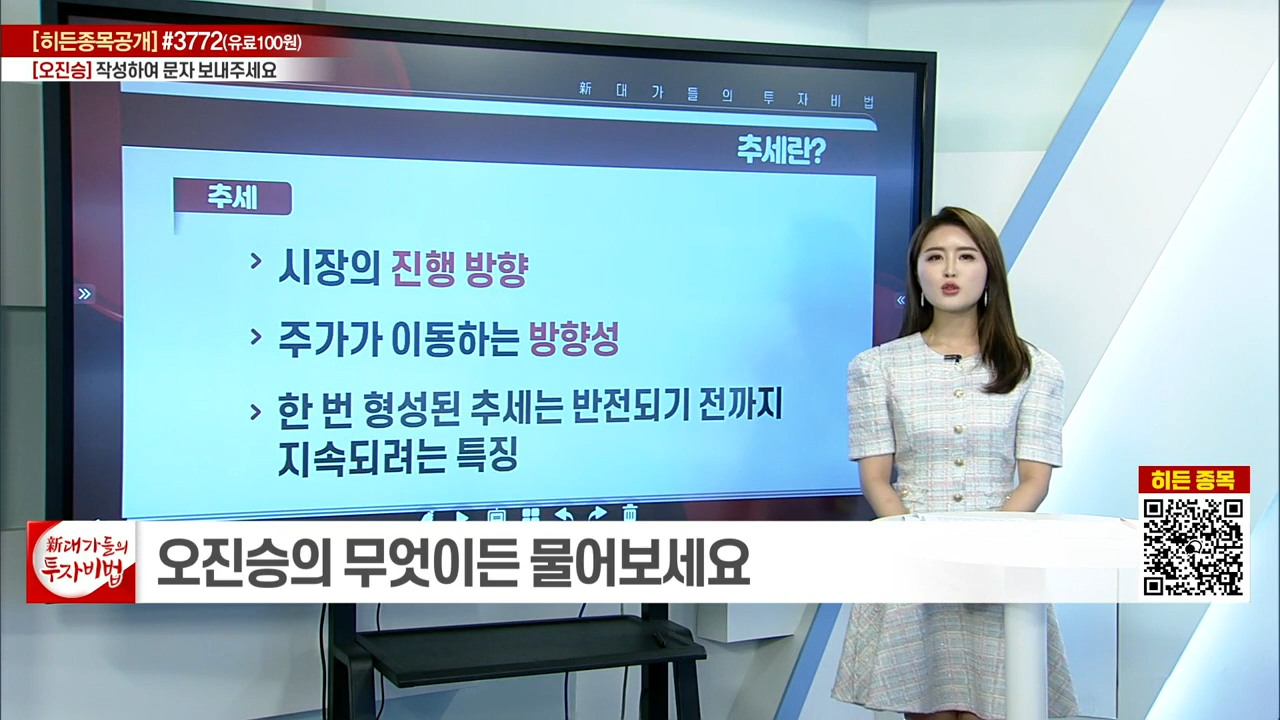 [히든종목공개] #3772(유료100원)
[오진승] 작성하여 문자 보내주세요
新 대 가 들 의 투 자 비 법
추세란?
추세
시장의 진행 방향
주가가 이동하는 방향성
한 번 형성된 추세는 반전되기 전까지
지속되려는 특징
히든 종목
新대가들의
투자비법
오진승의 무엇이든 물어보세요